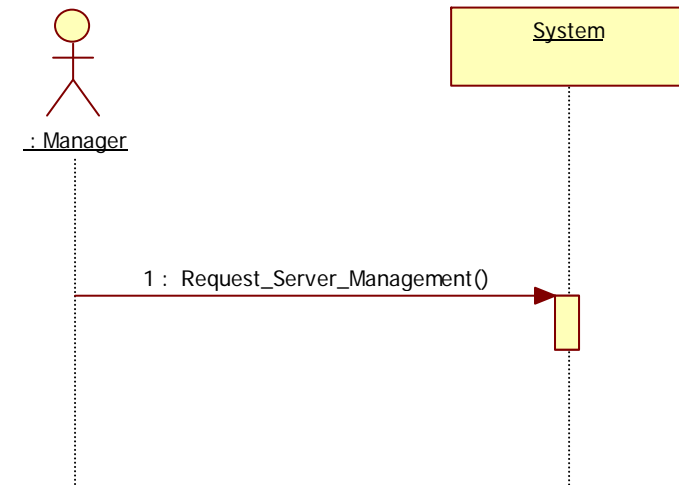 System
: Manager
1 : Request_Server_Management()